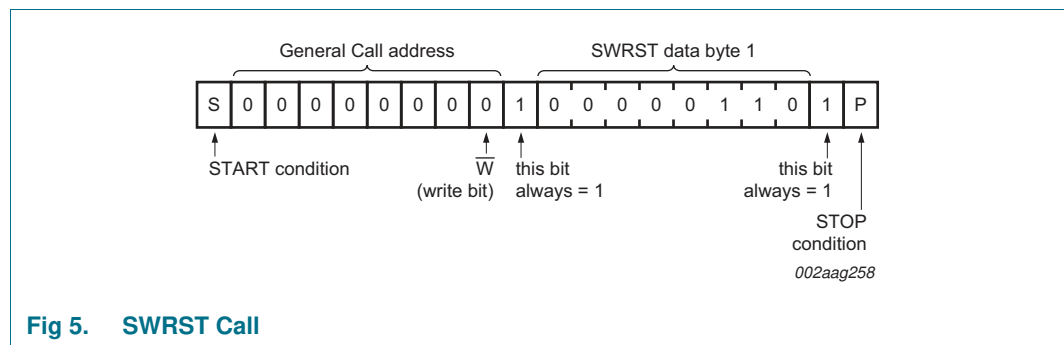 General Call address SWRST data byte 1
S 0 0 0 0 0 0 0 0 1 0 0 0 0 0 1 1 0 1 P
START condition W this bit this bit
(write bit) always = 1 always = 1
STOP
condition
002aag258
Fig 5. SWRST Call